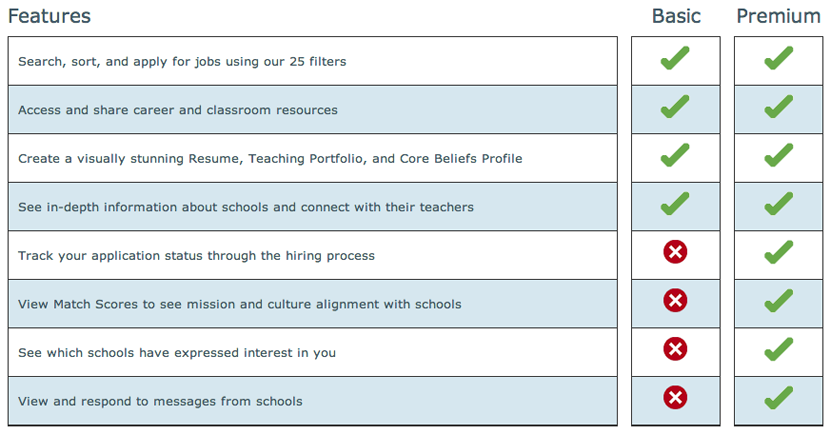 Features Basic Premium
Search, sort, and apply for jobs using our 25 filters
Access and share career and classroom resources
Create a visually stunning Resume, Teaching Portfolio, and Core Beliefs Profile
See in-depth information about schools and connect with their teachers
Track your application status through the hiring process
View Match Scores to see mission and culture alignment with schools
See which schools have expressed interest in you
View and respond to messages from schools